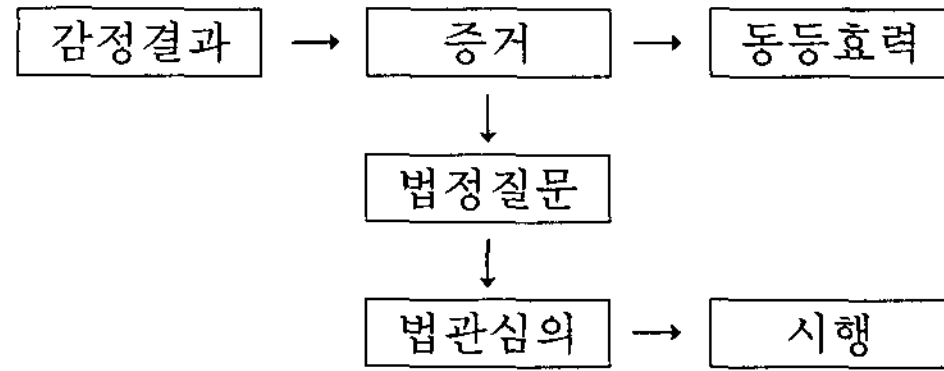 감정결과 → 증거 → 동등효력
↓
법정질문
↓
법관심의 → 시행